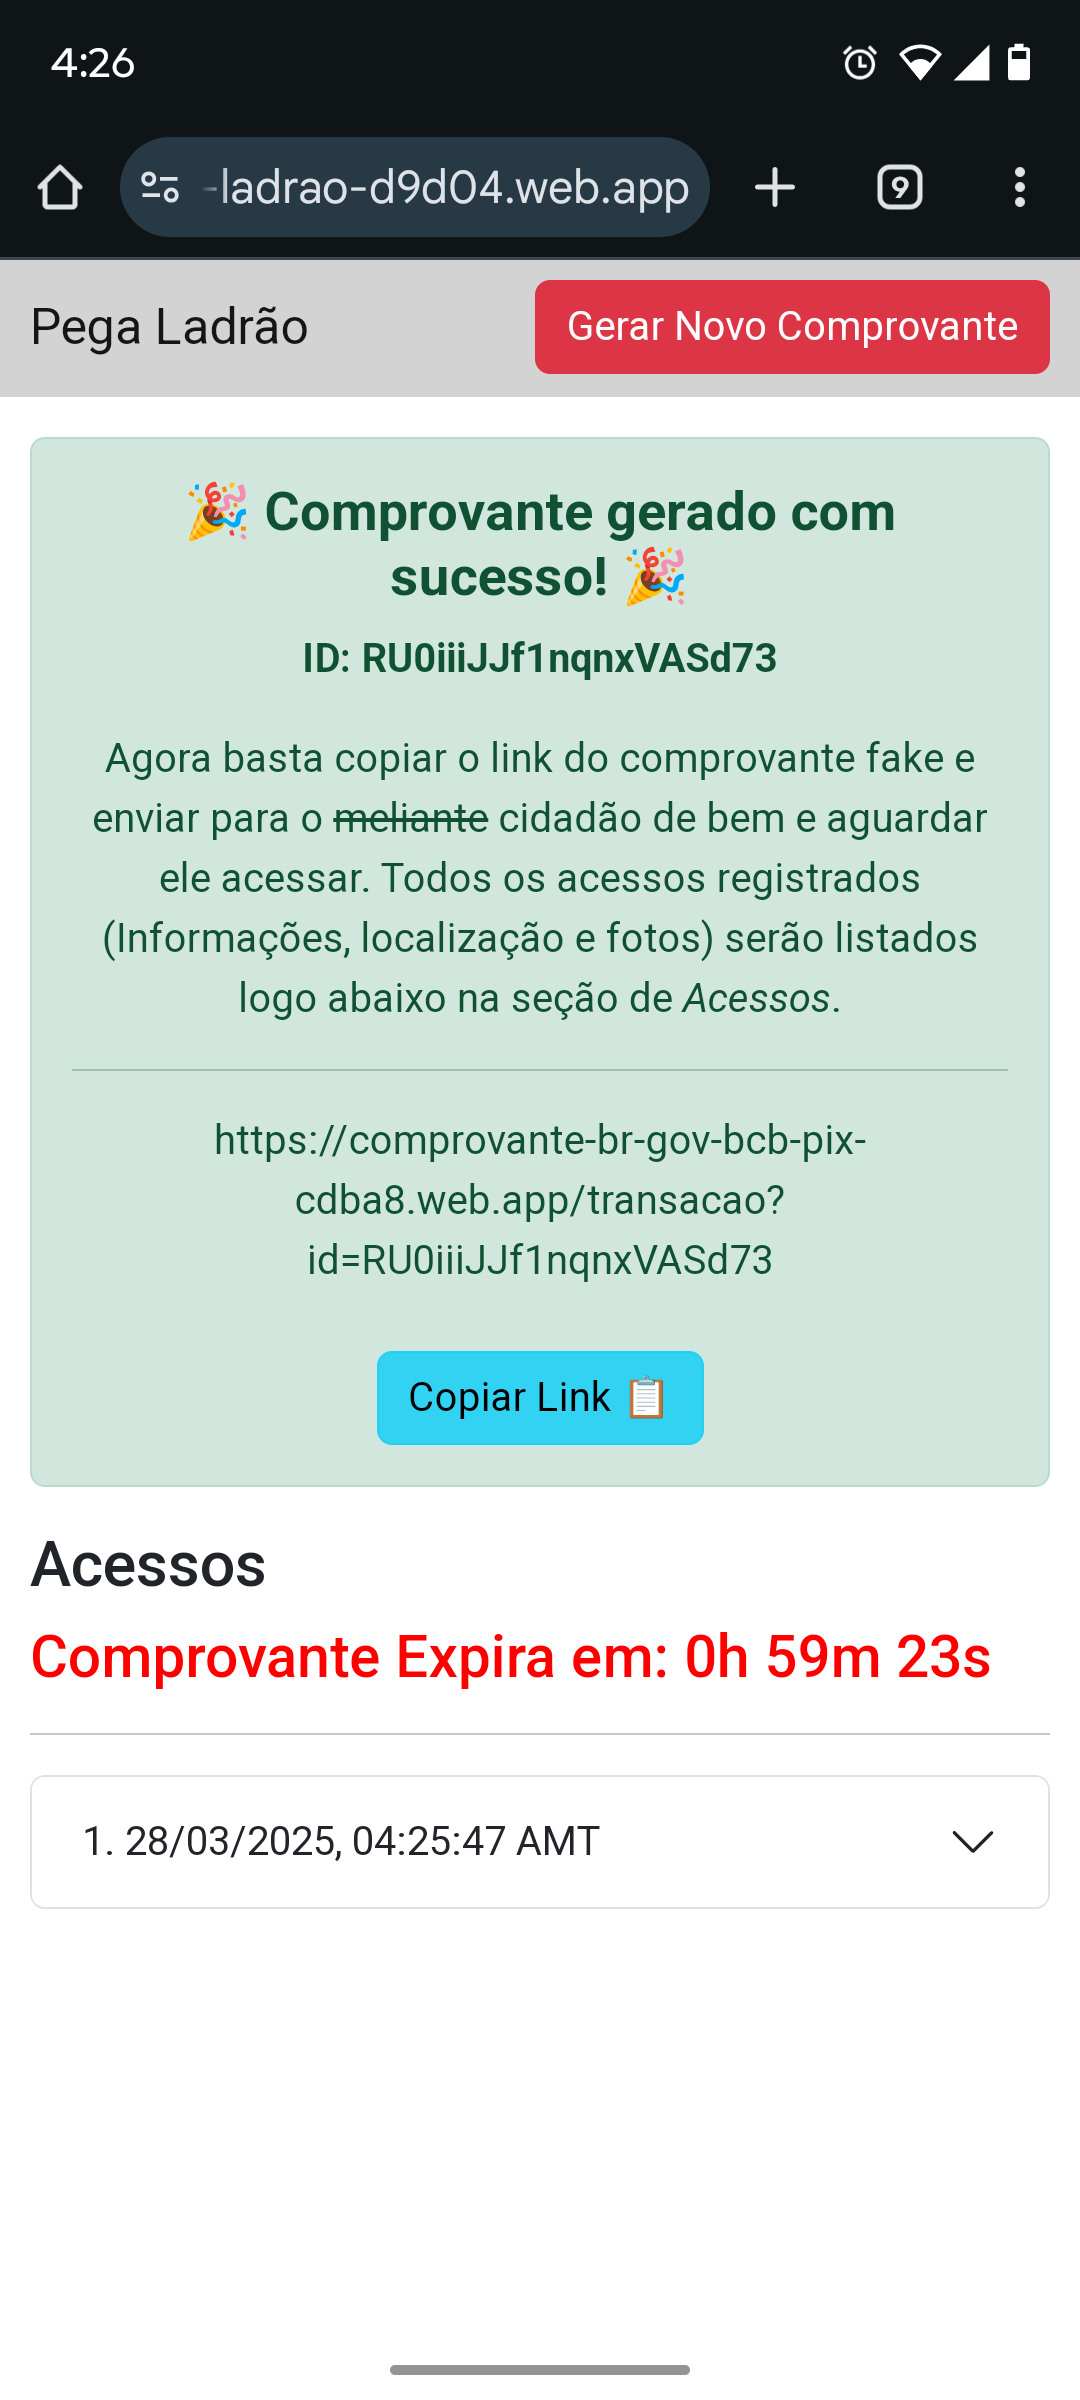 4:26
-ladrao-d9d04.web.app
9
Pega Ladrão
Gerar Novo Comprovante
🎉 Comprovante gerado com
sucesso! 🎉
ID: RU0iiiJJf1nqnxVASd73
Agora basta copiar o link do comprovante fake e
enviar para o meliante cidadão de bem e aguardar
ele acessar. Todos os acessos registrados
(Informações, localização e fotos) serão listados
logo abaixo na seção de Acessos.
https://comprovante-br-gov-bcb-pix-
cdba8.web.app/transacao?
id=RU0iiiJJf1nqnxVASd73
Copiar Link 📋
Acessos
Comprovante Expira em: 0h 59m 23s
1. 28/03/2025, 04:25:47 AMT